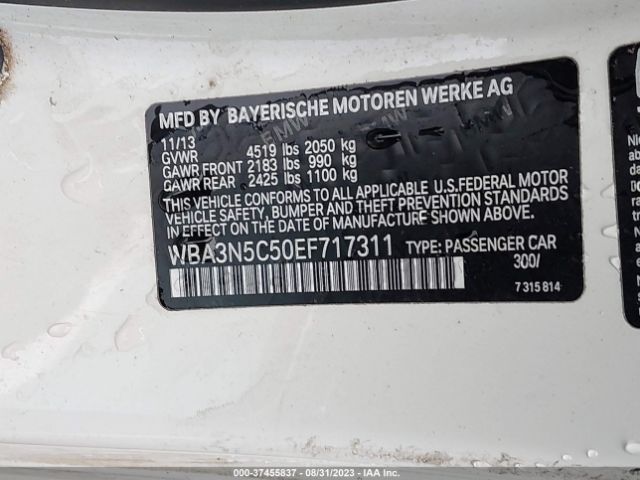 MFD BY BAYERISCHE MOTOREN WERKE AG
11/13
GVWR 4519 lbs 2050 kg
GAWR FRONT 2183 lbs 990 kg
GAWR REAR 2425 lbs 1100 kg
THIS VEHICLE CONFORMS TO ALL APPLICABLE U.S.FEDERAL MOTOR
VEHICLE SAFETY, BUMPER AND THEFT PREVENTION STANDARDS
IN EFFECT ON THE DATE OF MANUFACTURE SHOWN ABOVE.
WBA3N5C50EF717311 TYPE: PASSENGER CAR
300/
7 315 814
000-37455837 - 08/31/2023 - IAAI.com